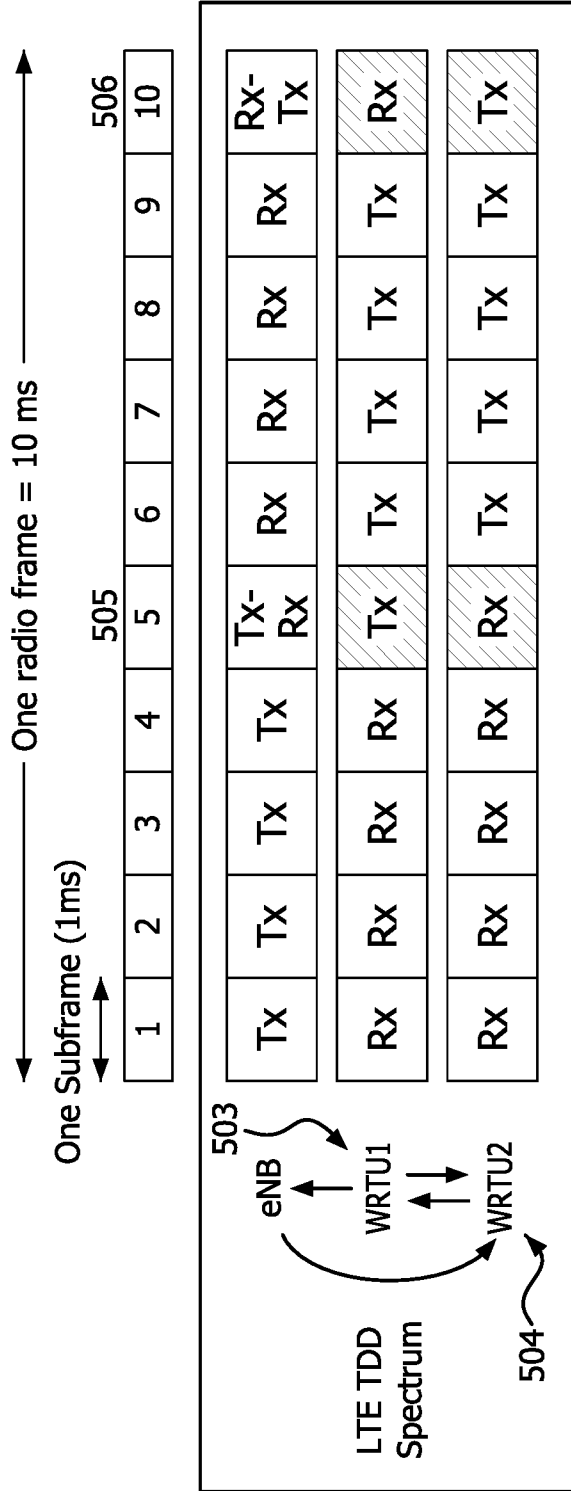 One radio frame = 10 ms
One Subframe (1ms)
505
506
1 2 3 4 5 6 7 8 9 10
503
eNB
Tx Tx Tx Tx Tx-Rx Rx Rx Rx Rx Rx-Tx
WRTU1
Rx Rx Rx Rx Tx Tx Tx Tx Tx Rx
WRTU2
Rx Rx Rx Rx Rx Tx Tx Tx Tx Tx
LTE TDD
Spectrum
504